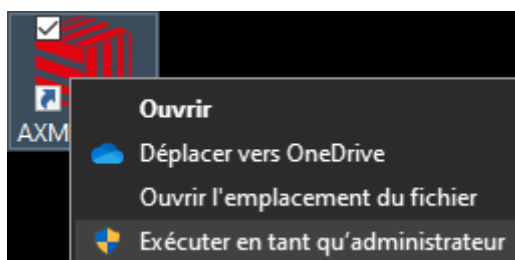 AXM
Ouvrir
Déplacer vers OneDrive
Ouvrir l'emplacement du fichier
Exécuter en tant qu'administrateur